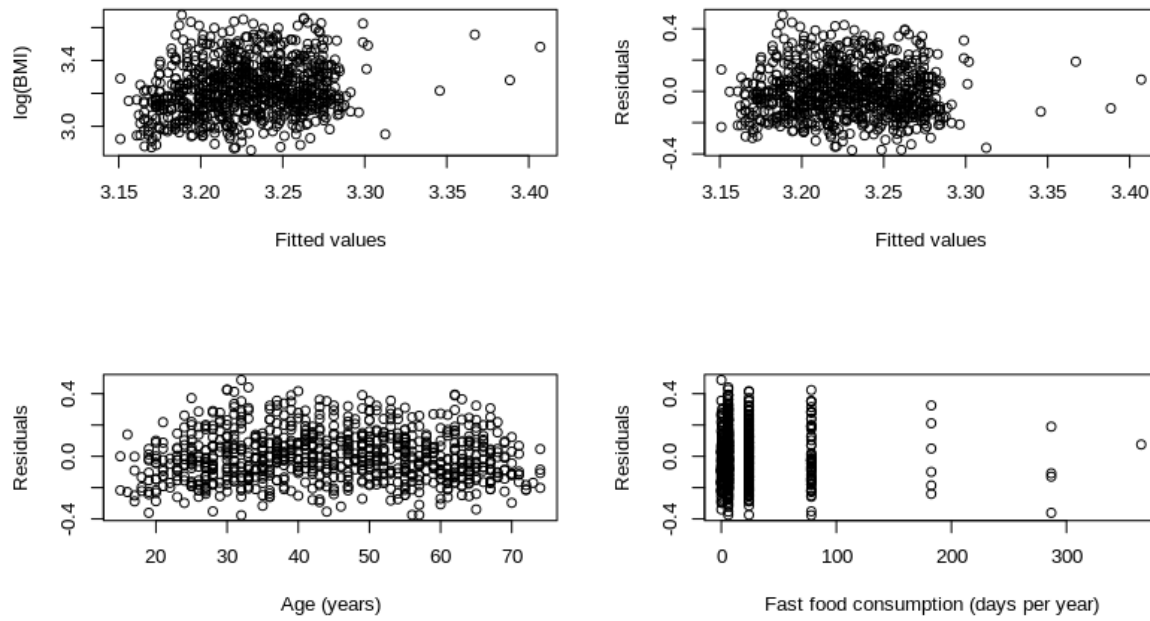 log(BMI)
3.0 3.4
3.15 3.20 3.25 3.30 3.35 3.40
Fitted values
Residuals
-0.4 0.0 0.4
3.15 3.20 3.25 3.30 3.35 3.40
Fitted values
Residuals
-0.4 0.0 0.4
20 30 40 50 60 70
Age (years)
Residuals
-0.4 0.0 0.4
0 100 200 300
Fast food consumption (days per year)